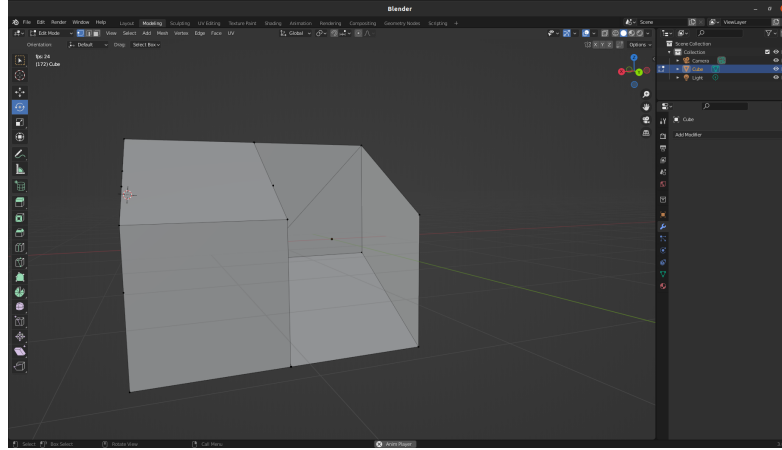 Blender
File Edit Render Window Help Layout Modeling Sculpting UV Editing Texture Paint Shading Animation Rendering Compositing Geometry Nodes Scripting + Scene ViewLayer
Edit Mode View Select Add Mesh Vertex Edge Face UV Global
Orientation: Default Drag: Select Box X Y Z Options
Scene Collection
fps: 24
Collection
(172) Cube
Camera
Cube
Light
Cube
Add Modifier
Select Box Select Rotate View Call Menu Anim Player